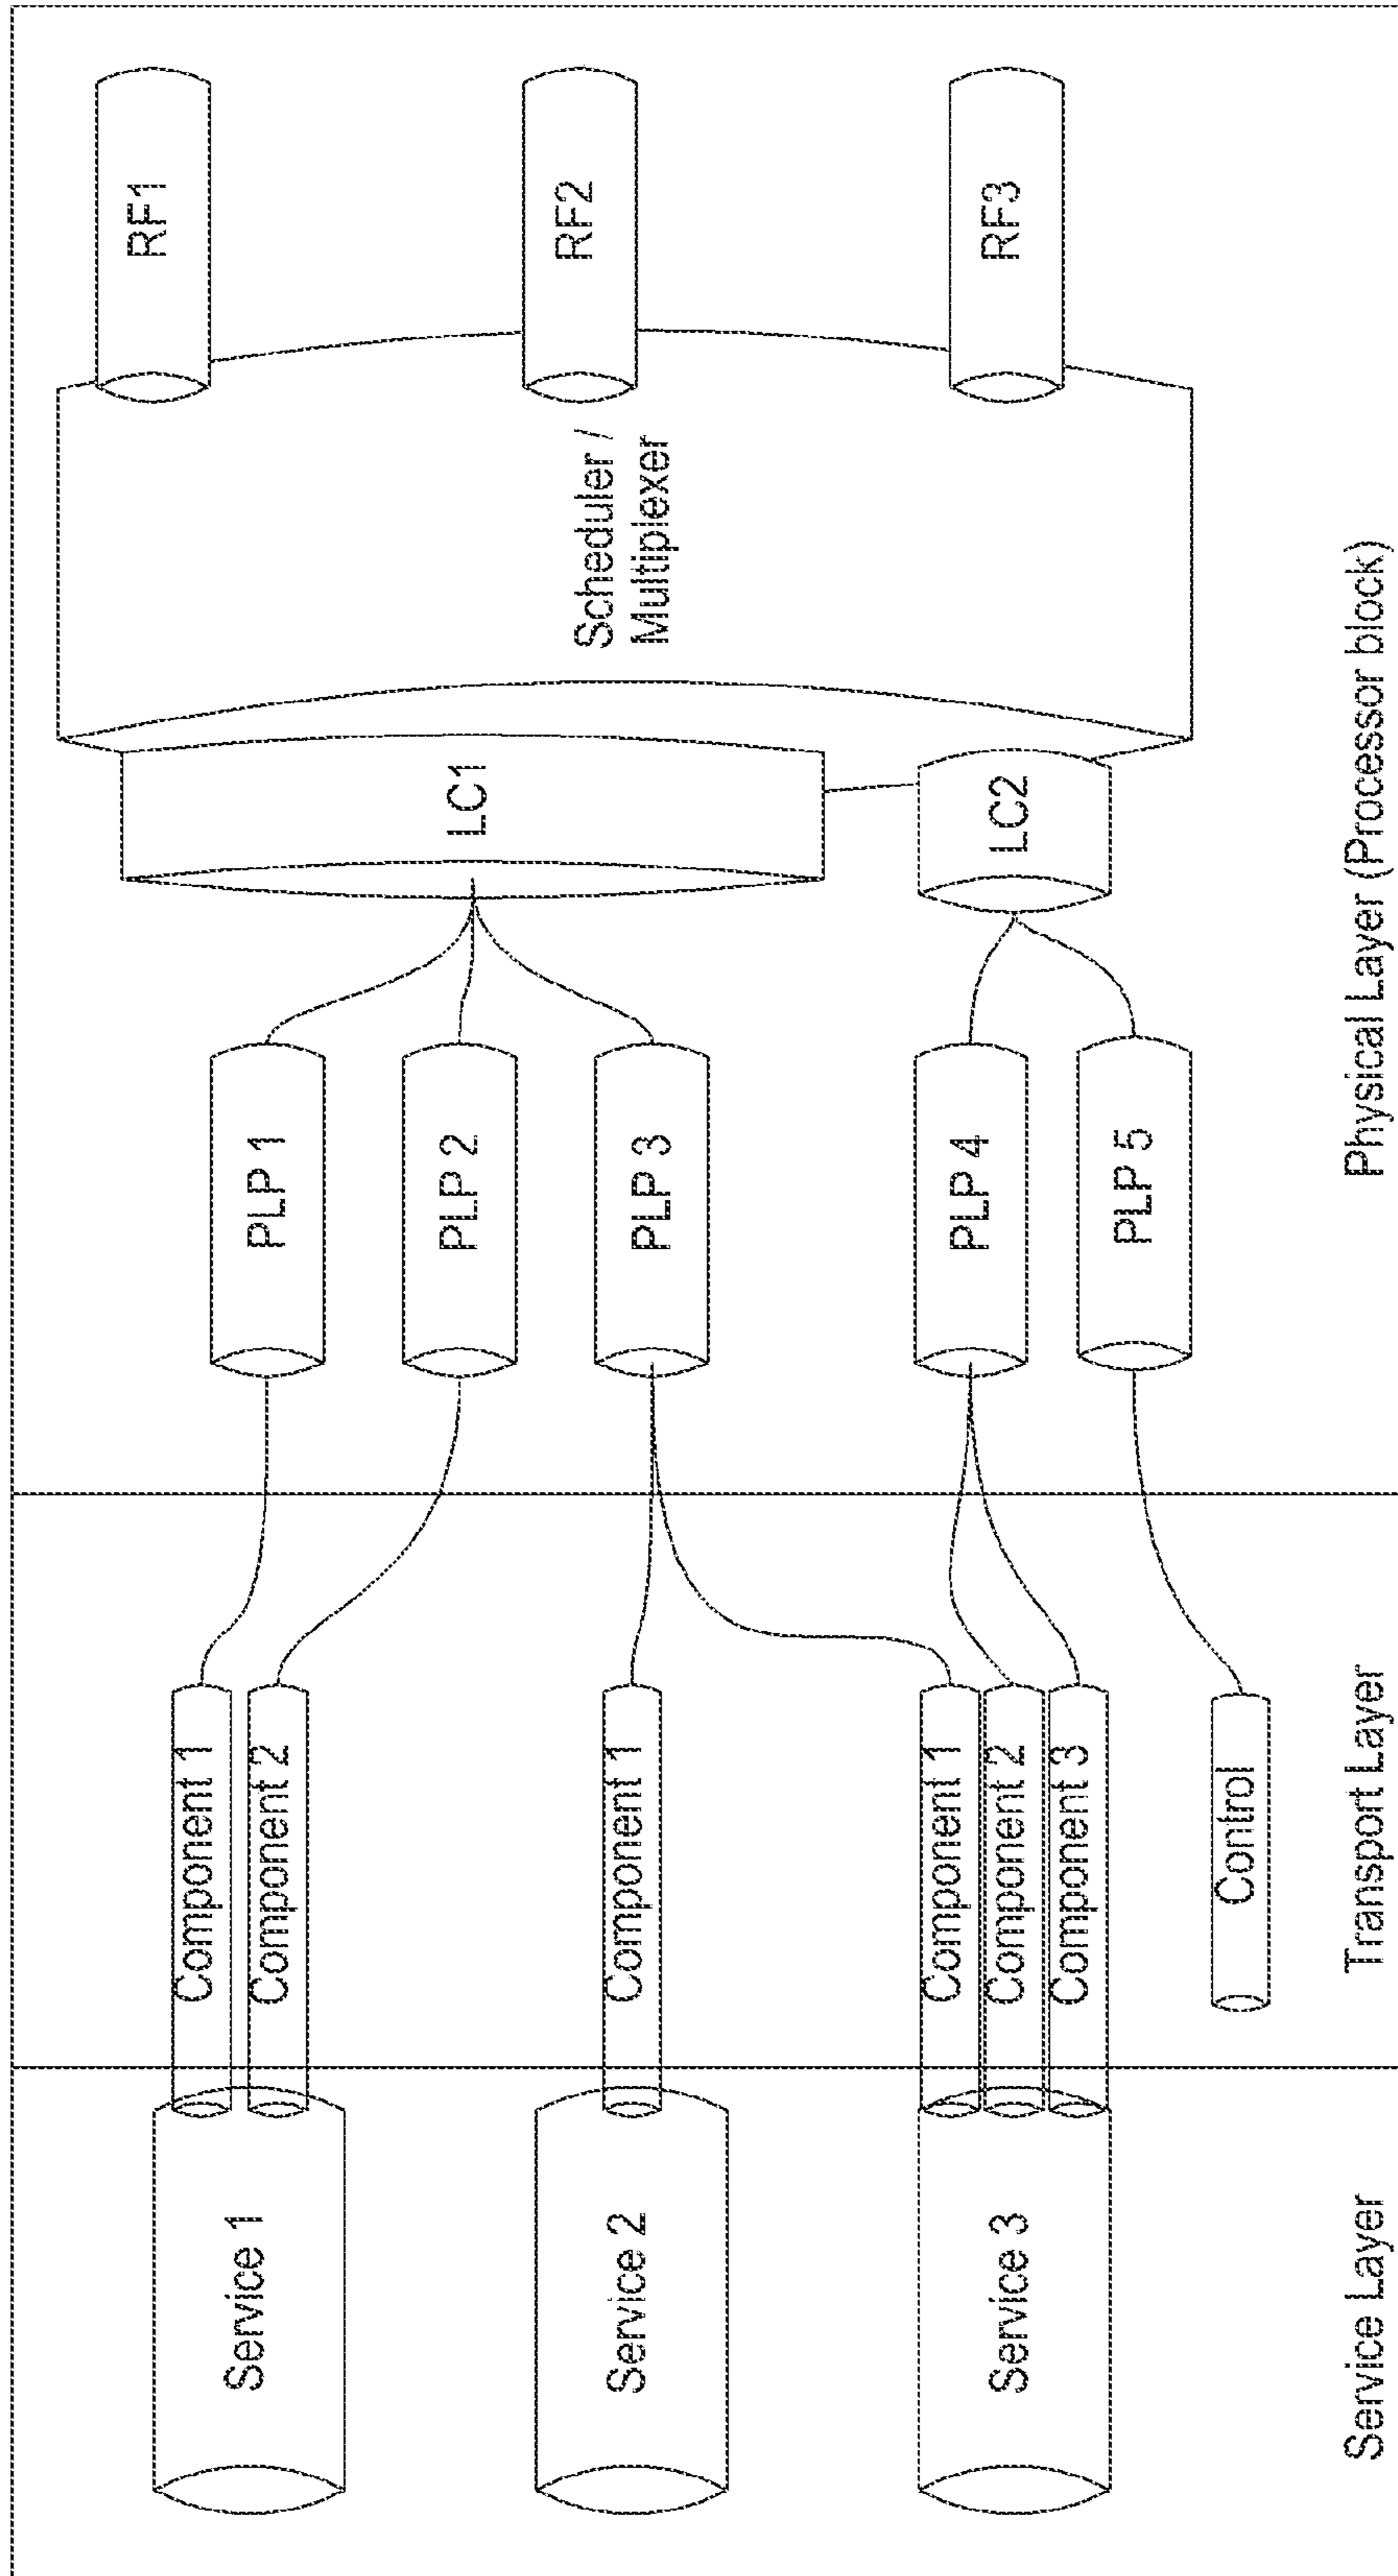 Service 1
Service 2
Service 3
Service Layer
Component 1
Component 2
Component 1
Component 1
Component 2
Component 3
Control
Transport Layer
PLP 1
PLP 2
PLP 3
PLP 4
PLP 5
LC1
LC2
Scheduler /
Multiplexer
RF1
RF2
RF3
Physical Layer (Processor block)